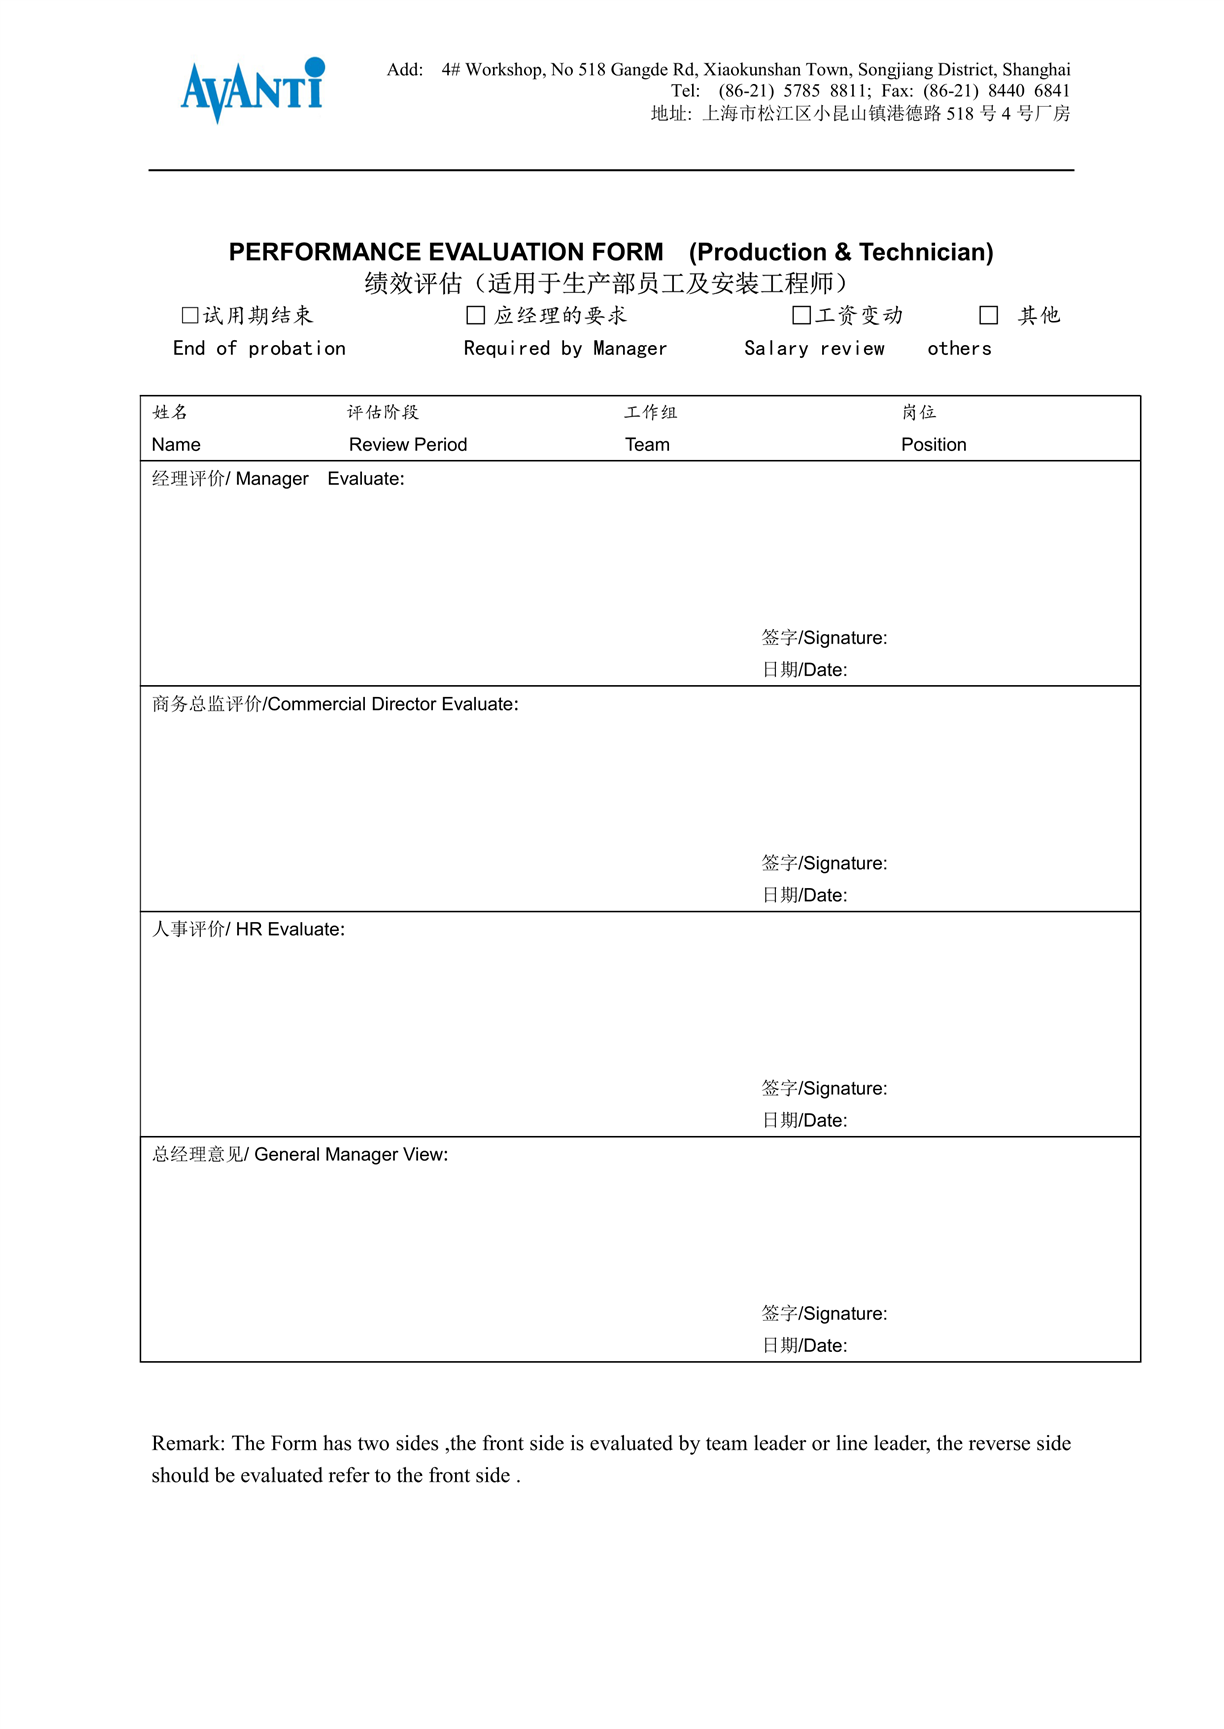 AVANTi
Add: 4# Workshop, No 518 Gangde Rd, Xiaokunshan Town, Songjiang District, Shanghai
Tel: (86-21) 5785 8811; Fax: (86-21) 8440 6841
地址: 上海市松江区小昆山镇港德路 518 号 4 号厂房
PERFORMANCE EVALUATION FORM (Production & Technician)
绩效评估（适用于生产部员工及安装工程师）
□试用期结束 □ 应经理的要求 □工资变动 □ 其他
End of probation Required by Manager Salary review others
姓名 评估阶段 工作组 岗位
Name Review Period Team Position
经理评价/ Manager Evaluate:
签字/Signature:
日期/Date:
商务总监评价/Commercial Director Evaluate:
签字/Signature:
日期/Date:
人事评价/ HR Evaluate:
签字/Signature:
日期/Date:
总经理意见/ General Manager View:
签字/Signature:
日期/Date:
Remark: The Form has two sides ,the front side is evaluated by team leader or line leader, the reverse side
should be evaluated refer to the front side .